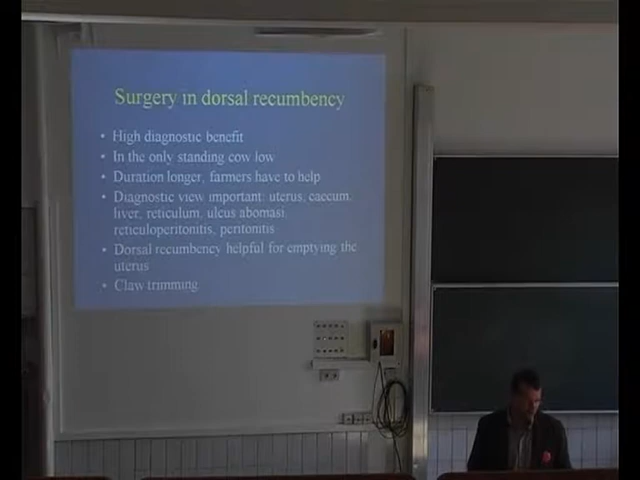 Surgery in dorsal recumbency
• High diagnostic benefit
• In the only standing cow low
• Duration longer, farmers have to help
• Diagnostic view important: uterus, caecum,
liver, reticulum, ulcus abomasi,
reticuloperitonitis, peritonitis
• Dorsal recumbency helpful for emptying the
uterus
• Claw trimming